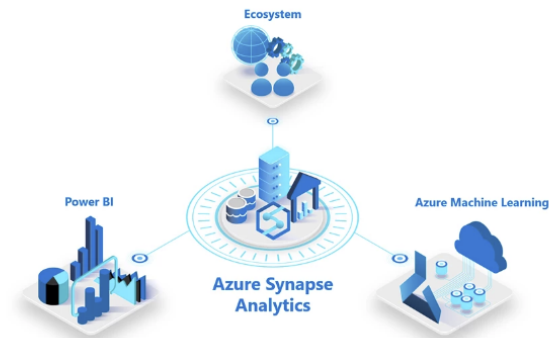 Ecosystem
Power BI
Azure Machine Learning
Azure Synapse
Analytics